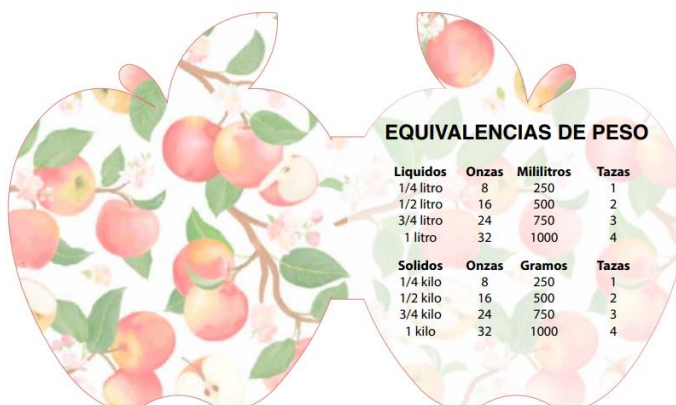 EQUIVALENCIAS DE PESO
Liquidos Onzas Mililitros Tazas
1/4 litro 8 250 1
1/2 litro 16 500 2
3/4 litro 24 750 3
1 litro 32 1000 4
Solidos Onzas Gramos Tazas
1/4 kilo 8 250 1
1/2 kilo 16 500 2
3/4 kilo 24 750 3
1 kilo 32 1000 4